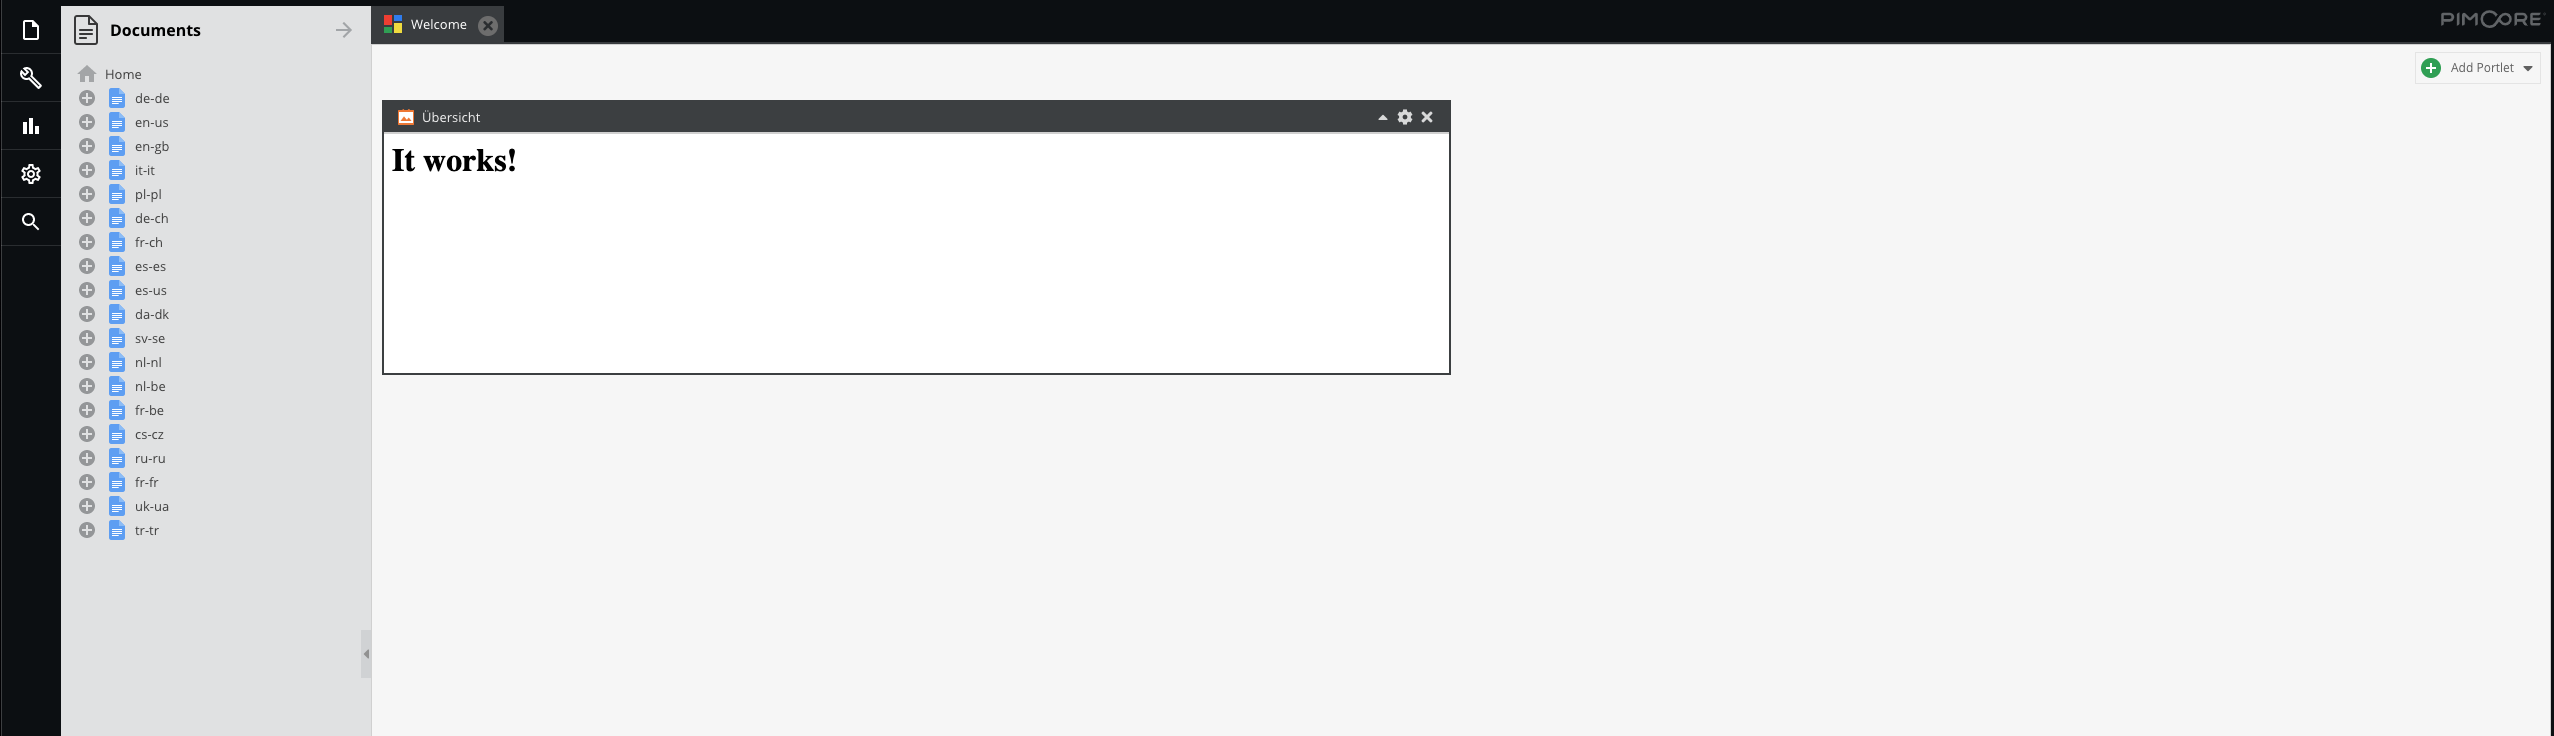 Documents
Home
de-de
en-us
en-gb
it-it
pl-pl
de-ch
fr-ch
es-es
es-us
da-dk
sv-se
nl-nl
nl-be
fr-be
cs-cz
ru-ru
fr-fr
uk-ua
tr-tr
Welcome
PIMCORE
Add Portlet
Übersicht
It works!